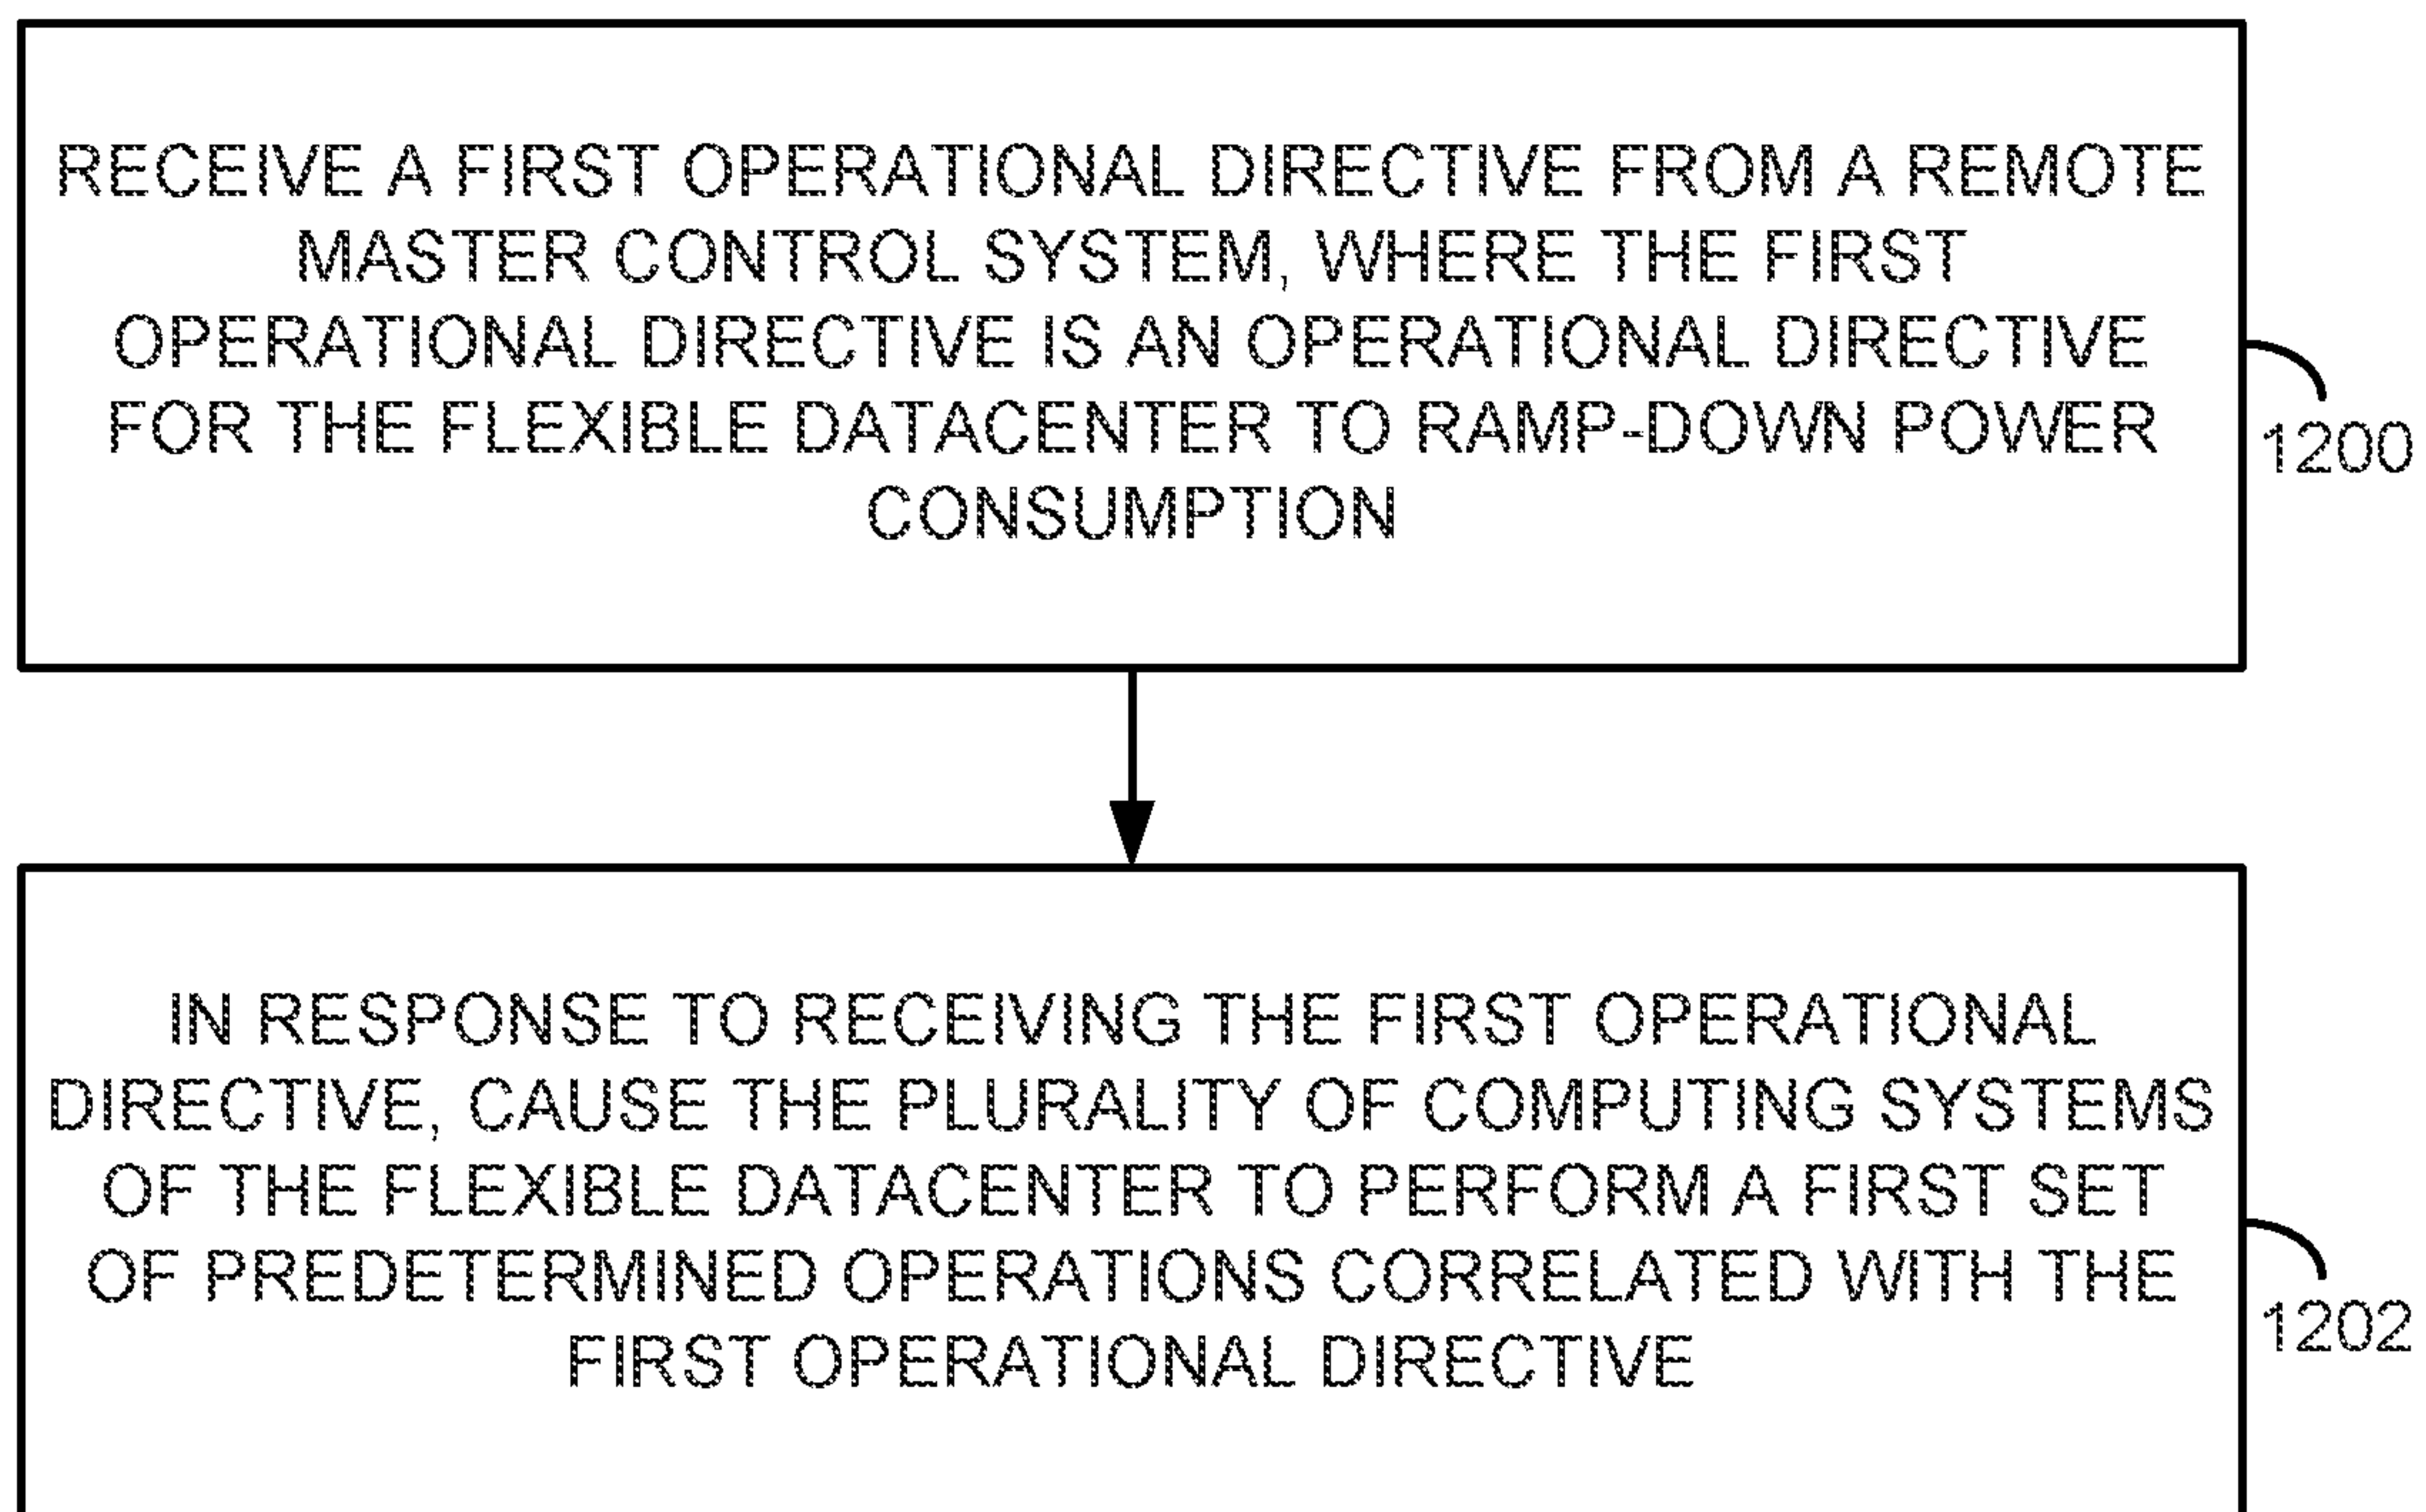 RECEIVE A FIRST OPERATIONAL DIRECTIVE FROM A REMOTE
MASTER CONTROL SYSTEM, WHERE THE FIRST
OPERATIONAL DIRECTIVE IS AN OPERATIONAL DIRECTIVE
FOR THE FLEXIBLE DATACENTER TO RAMP-DOWN POWER
CONSUMPTION
1200
IN RESPONSE TO RECEIVING THE FIRST OPERATIONAL
DIRECTIVE, CAUSE THE PLURALITY OF COMPUTING SYSTEMS
OF THE FLEXIBLE DATACENTER TO PERFORM A FIRST SET
OF PREDETERMINED OPERATIONS CORRELATED WITH THE
FIRST OPERATIONAL DIRECTIVE
1202